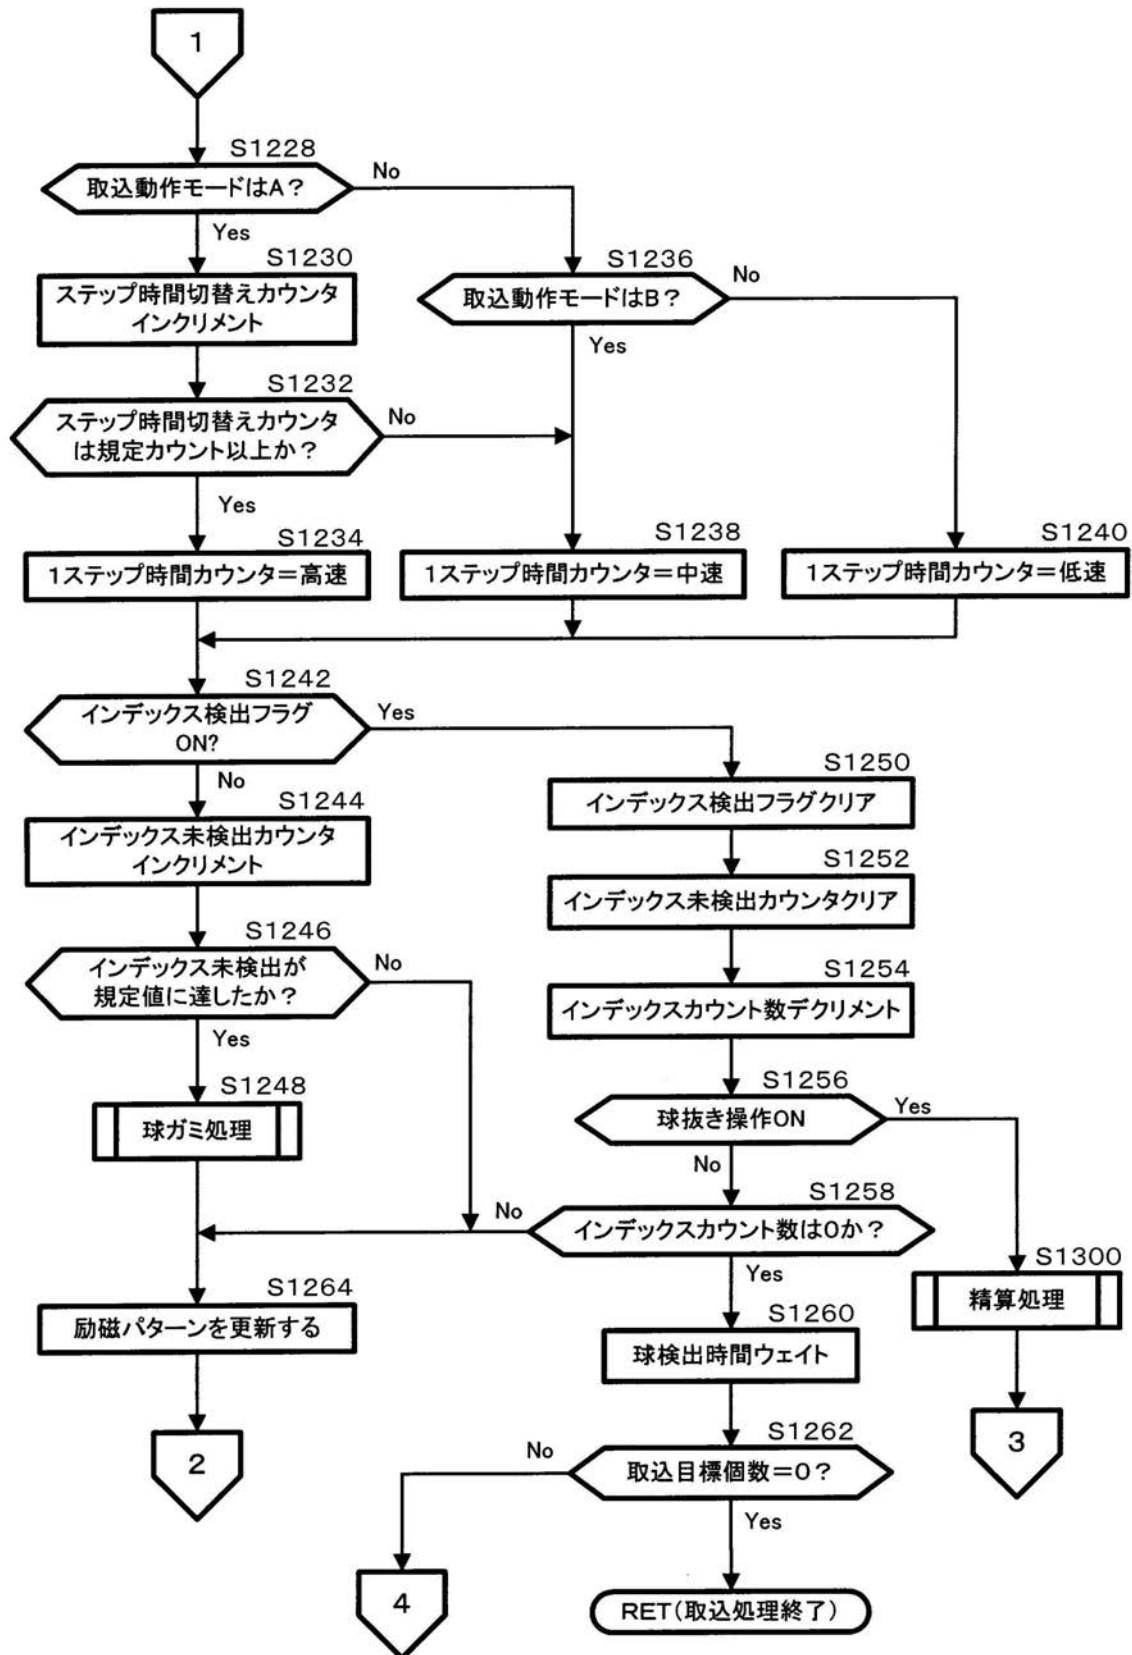 1
S1228
取込動作モードはA?
No
Yes
S1230
ステップ時間切替えカウンタ
インクリメント
S1236
取込動作モードはB?
No
Yes
S1232
ステップ時間切替えカウンタ
は規定カウント以上か?
No
Yes
S1234
1ステップ時間カウンタ=高速
S1238
1ステップ時間カウンタ=中速
S1240
1ステップ時間カウンタ=低速
S1242
インデックス検出フラグ
ON?
Yes
No
S1244
インデックス未検出カウンタ
インクリメント
S1246
インデックス未検出が
規定値に達したか?
No
Yes
S1248
球ガミ処理
S1250
インデックス検出フラグクリア
S1252
インデックス未検出カウンタクリア
S1254
インデックスカウント数デクリメント
S1256
球抜き操作ON
Yes
No
S1258
インデックスカウント数は0か?
No
Yes
S1300
精算処理
3
S1264
励磁パターンを更新する
2
S1260
球検出時間ウェイト
S1262
取込目標個数=0?
No
Yes
4
RET(取込処理終了)